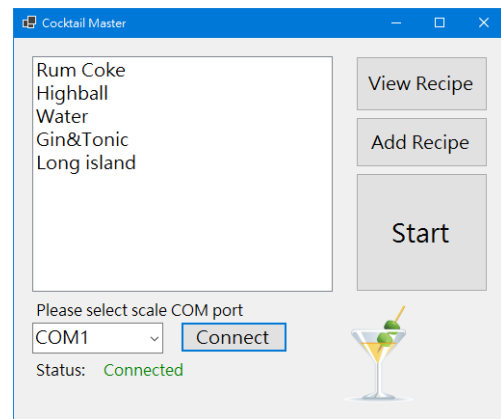 Cocktail Master
Rum Coke
Highball
Water
Gin&Tonic
Long island
View Recipe
Add Recipe
Start
Please select scale COM port
COM1
Connect
Status: Connected